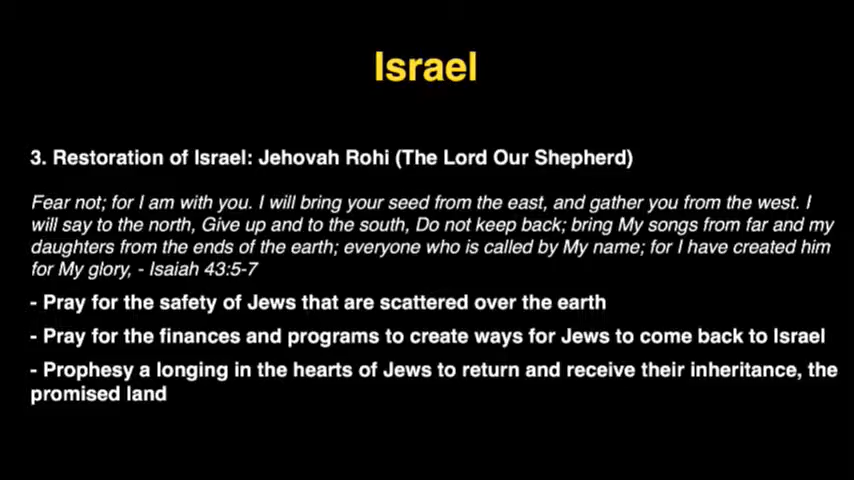 Israel
3. Restoration of Israel: Jehovah Rohi (The Lord Our Shepherd)
Fear not; for I am with you. I will bring your seed from the east, and gather you from the west. I
will say to the north, Give up and to the south, Do not keep back; bring My songs from far and my
daughters from the ends of the earth; everyone who is called by My name; for I have created him
for My glory, - Isaiah 43:5-7
- Pray for the safety of Jews that are scattered over the earth
- Pray for the finances and programs to create ways for Jews to come back to Israel
- Prophesy a longing in the hearts of Jews to return and receive their inheritance, the
promised land